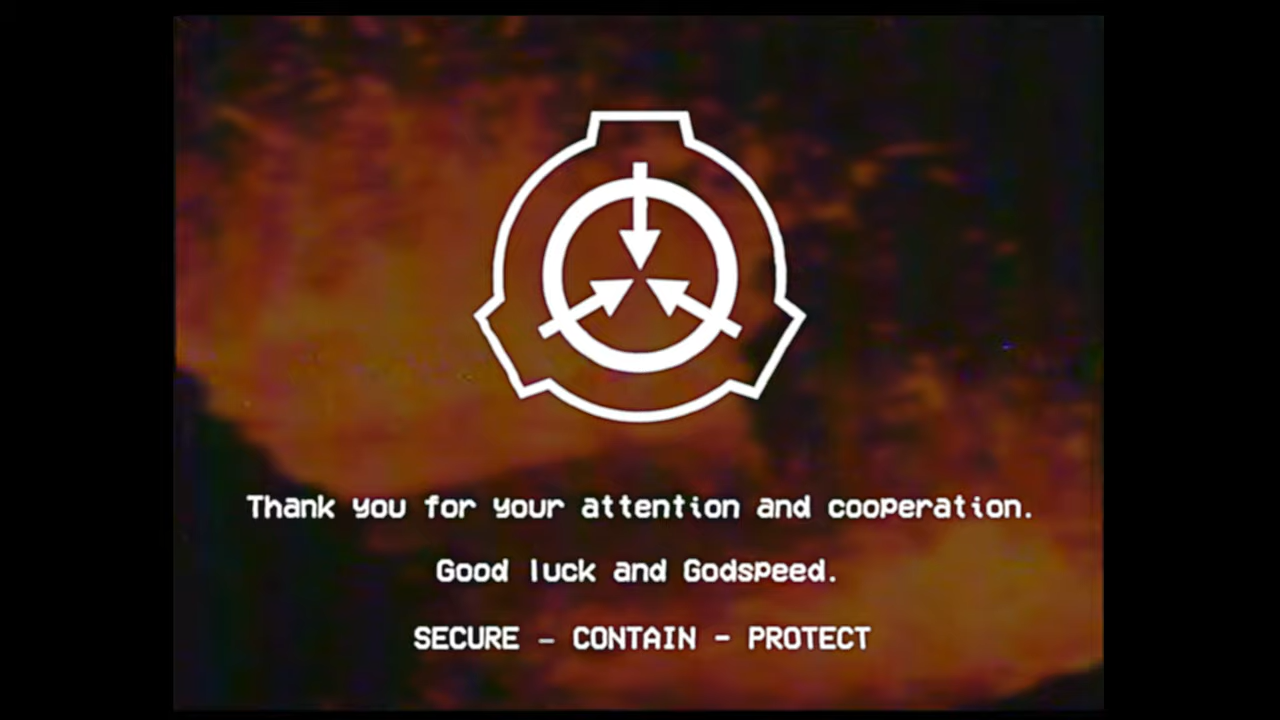 Thank you for your attention and cooperation.
Good luck and Godspeed.
SECURE – CONTAIN - PROTECT